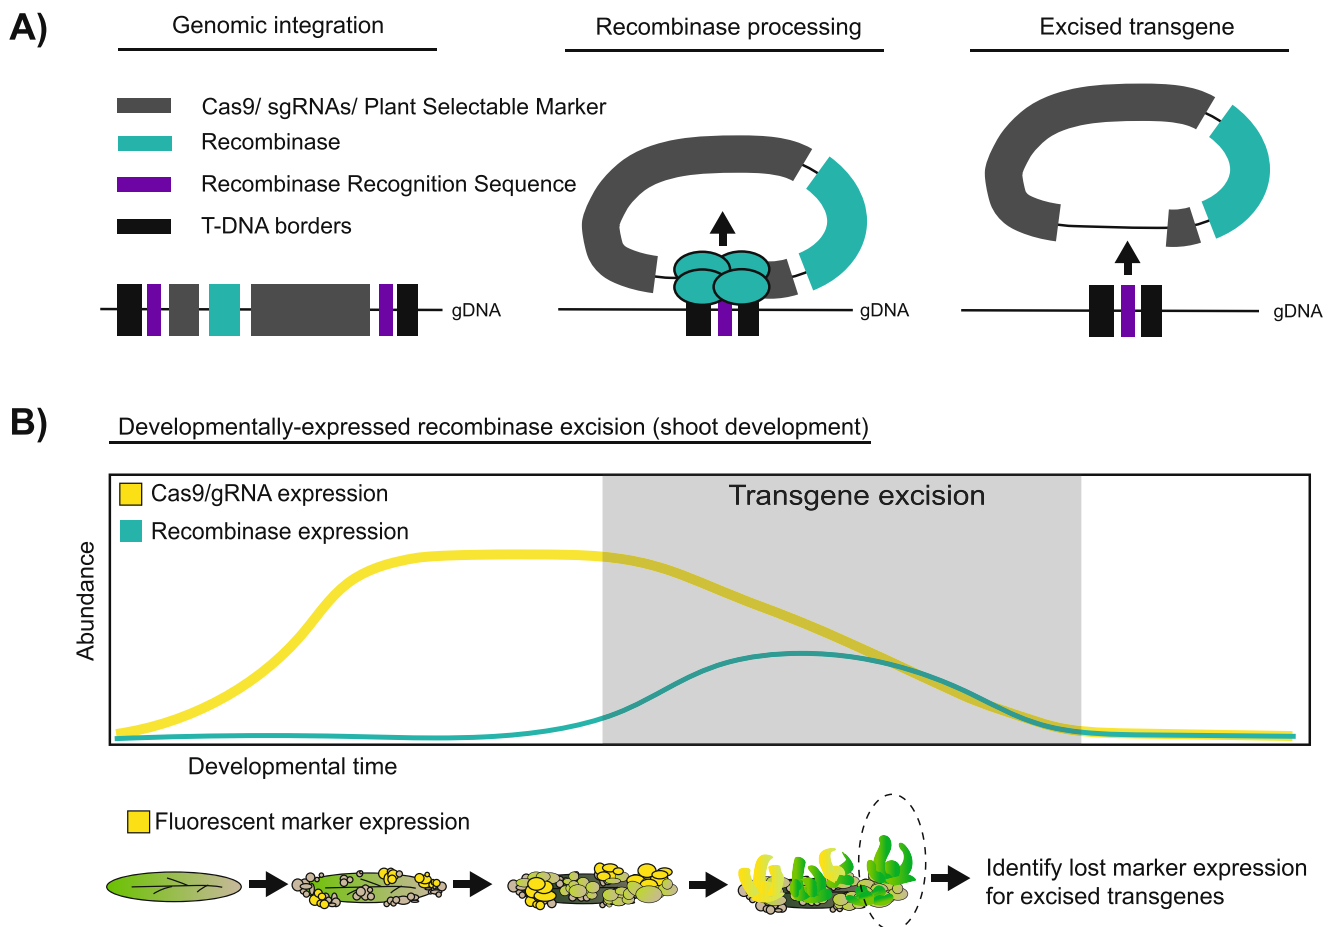 A)
Genomic integration
Recombinase processing
Excised transgene
Cas9/ sgRNAs/ Plant Selectable Marker
Recombinase
Recombinase Recognition Sequence
T-DNA borders
gDNA
gDNA
gDNA
B)
Developmentally-expressed recombinase excision (shoot development)
Cas9/gRNA expression
Recombinase expression
Transgene excision
Abundance
Developmental time
Fluorescent marker expression
Identify lost marker expression
for excised transgenes